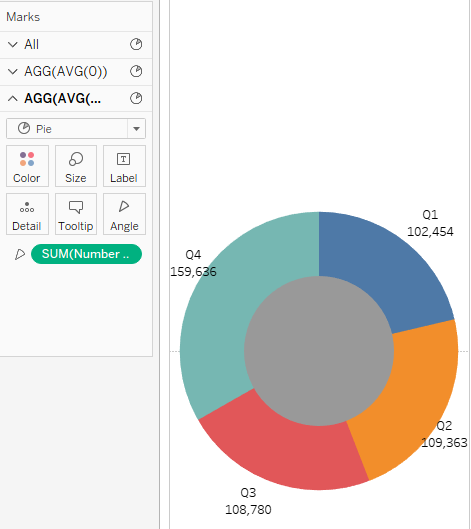 Marks
All
AGG(AVG(0))
AGG(AVG(...
Pie
Color
Size
Label
Detail
Tooltip
Angle
SUM(Number ..
Q1
102,454
Q4
159,636
Q2
109,363
Q3
108,780